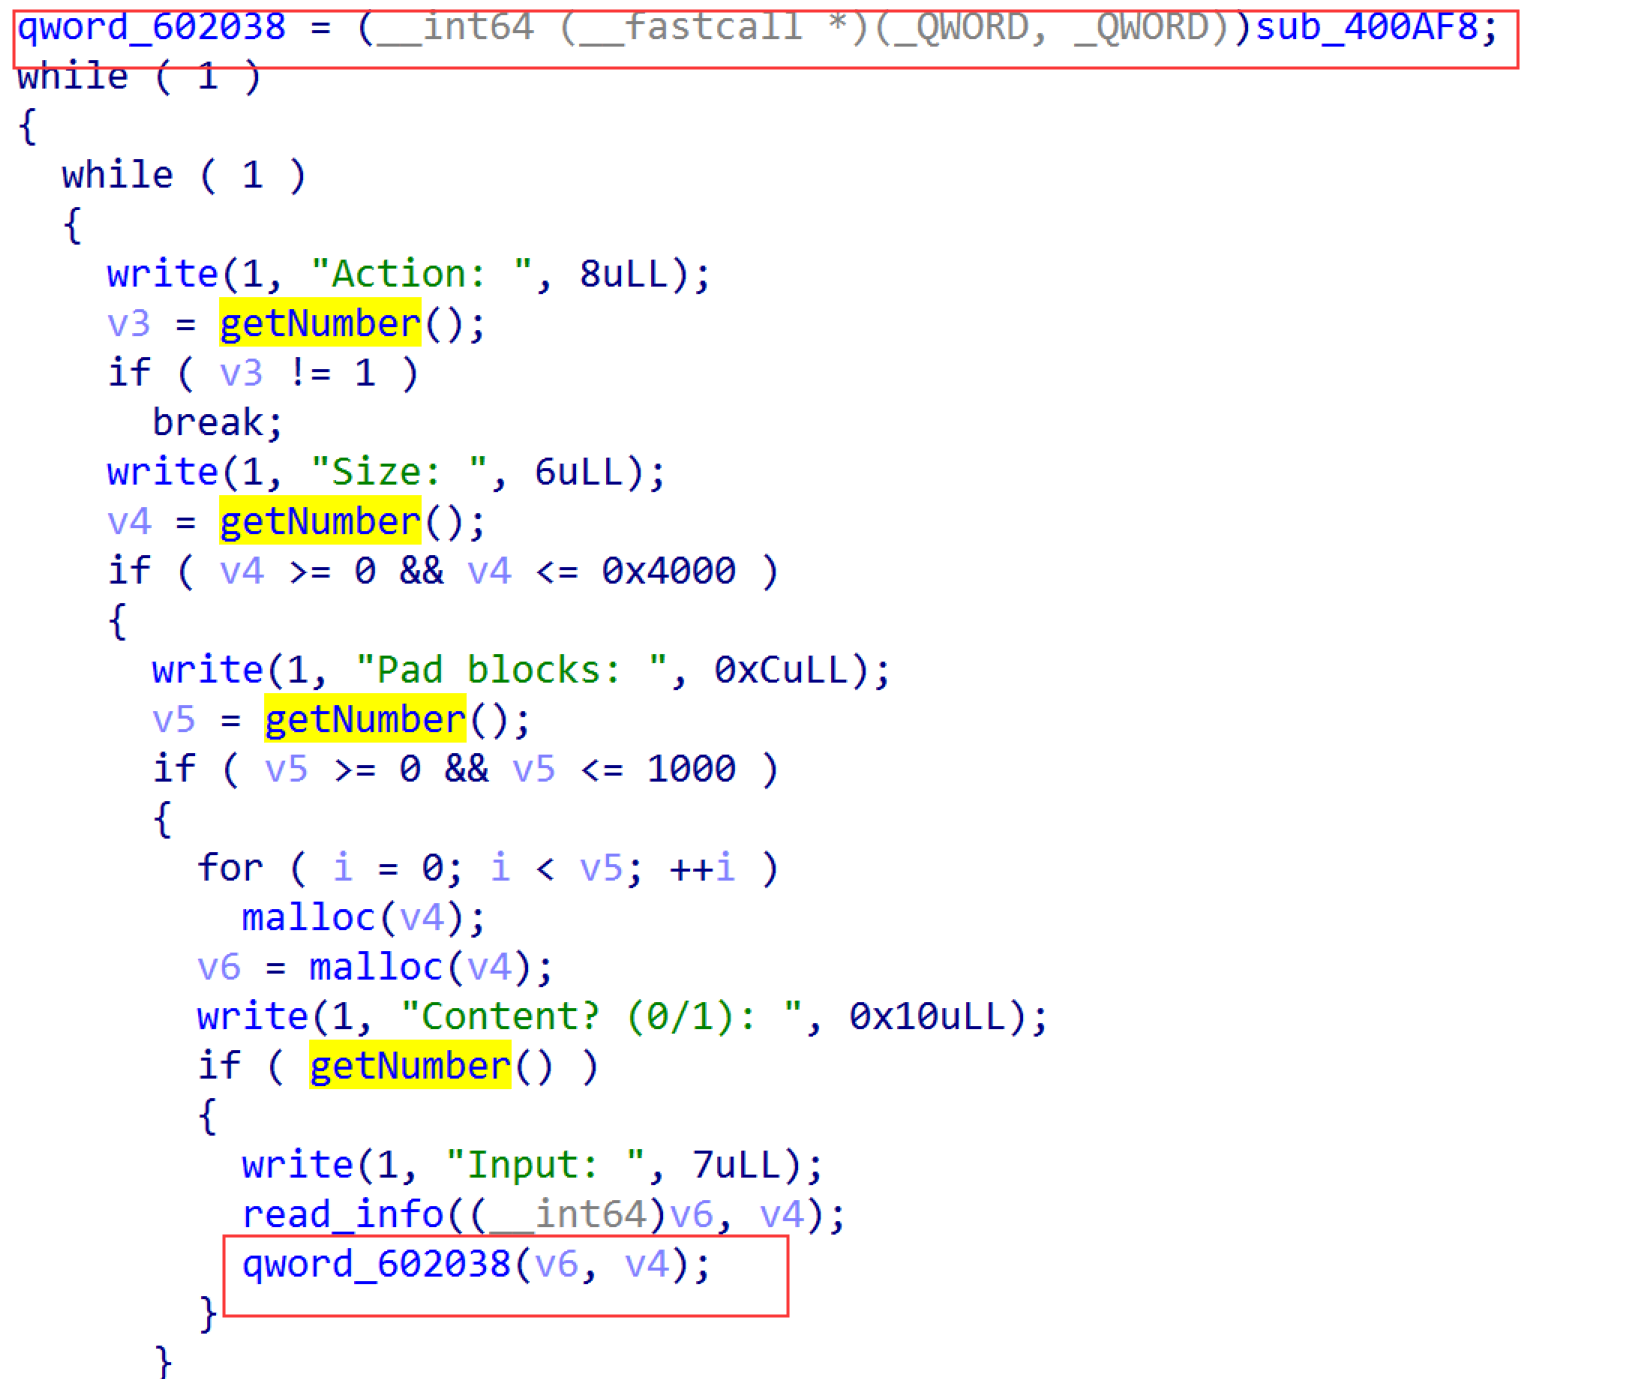 qword_602038 = (__int64 (__fastcall *)(_QWORD, _QWORD))sub_400AF8;
while ( 1 )
{
  while ( 1 )
  {
    write(1, "Action: ", 8uLL);
    v3 = getNumber();
    if ( v3 != 1 )
      break;
    write(1, "Size: ", 6uLL);
    v4 = getNumber();
    if ( v4 >= 0 && v4 <= 0x4000 )
    {
      write(1, "Pad blocks: ", 0xCuLL);
      v5 = getNumber();
      if ( v5 >= 0 && v5 <= 1000 )
      {
        for ( i = 0; i < v5; ++i )
          malloc(v4);
        v6 = malloc(v4);
        write(1, "Content? (0/1): ", 0x10uLL);
        if ( getNumber() )
        {
          write(1, "Input: ", 7uLL);
          read_info((__int64)v6, v4);
          qword_602038(v6, v4);
        }
      }